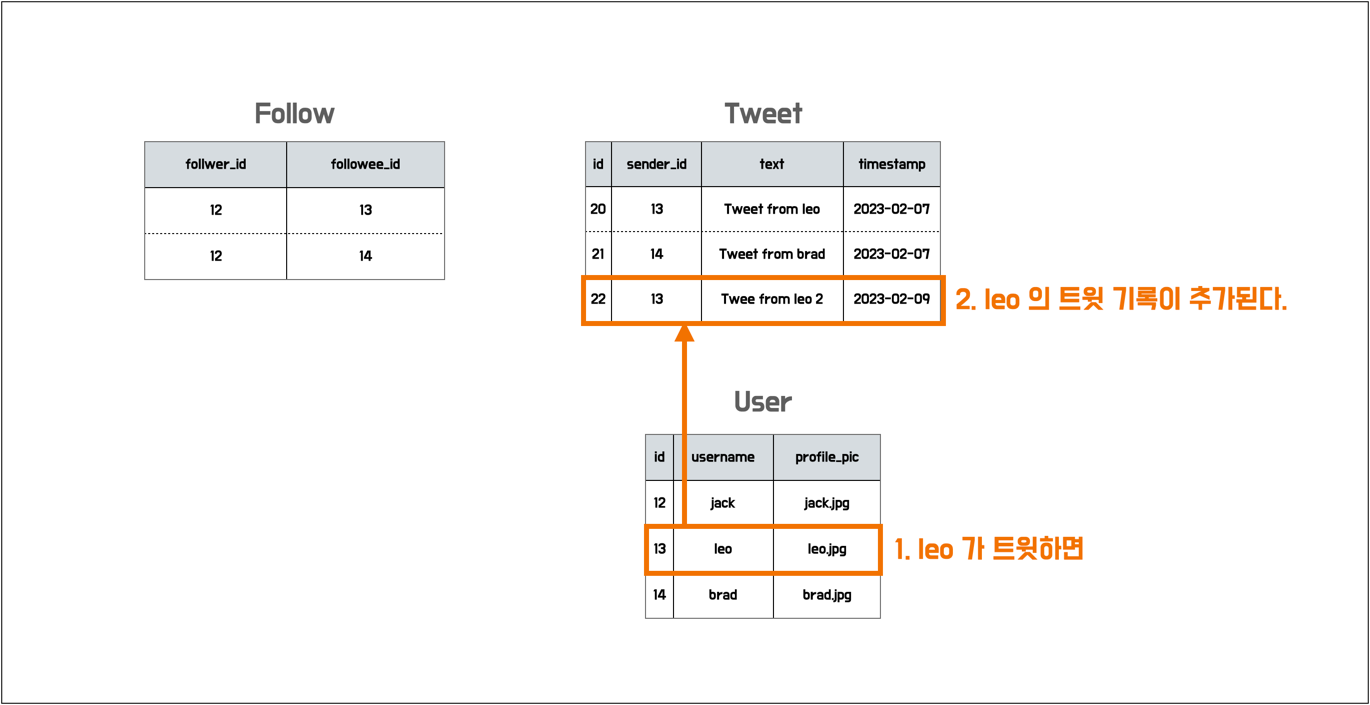 Follow
follwer_id followee_id
12 13
12 14
Tweet
id sender_id text timestamp
20 13 Tweet from leo 2023-02-07
21 14 Tweet from brad 2023-02-07
22 13 Twee from leo 2 2023-02-09
2. leo 의 트윗 기록이 추가된다.
User
id username profile_pic
12 jack jack.jpg
13 leo leo.jpg
1. leo 가 트윗하면
14 brad brad.jpg